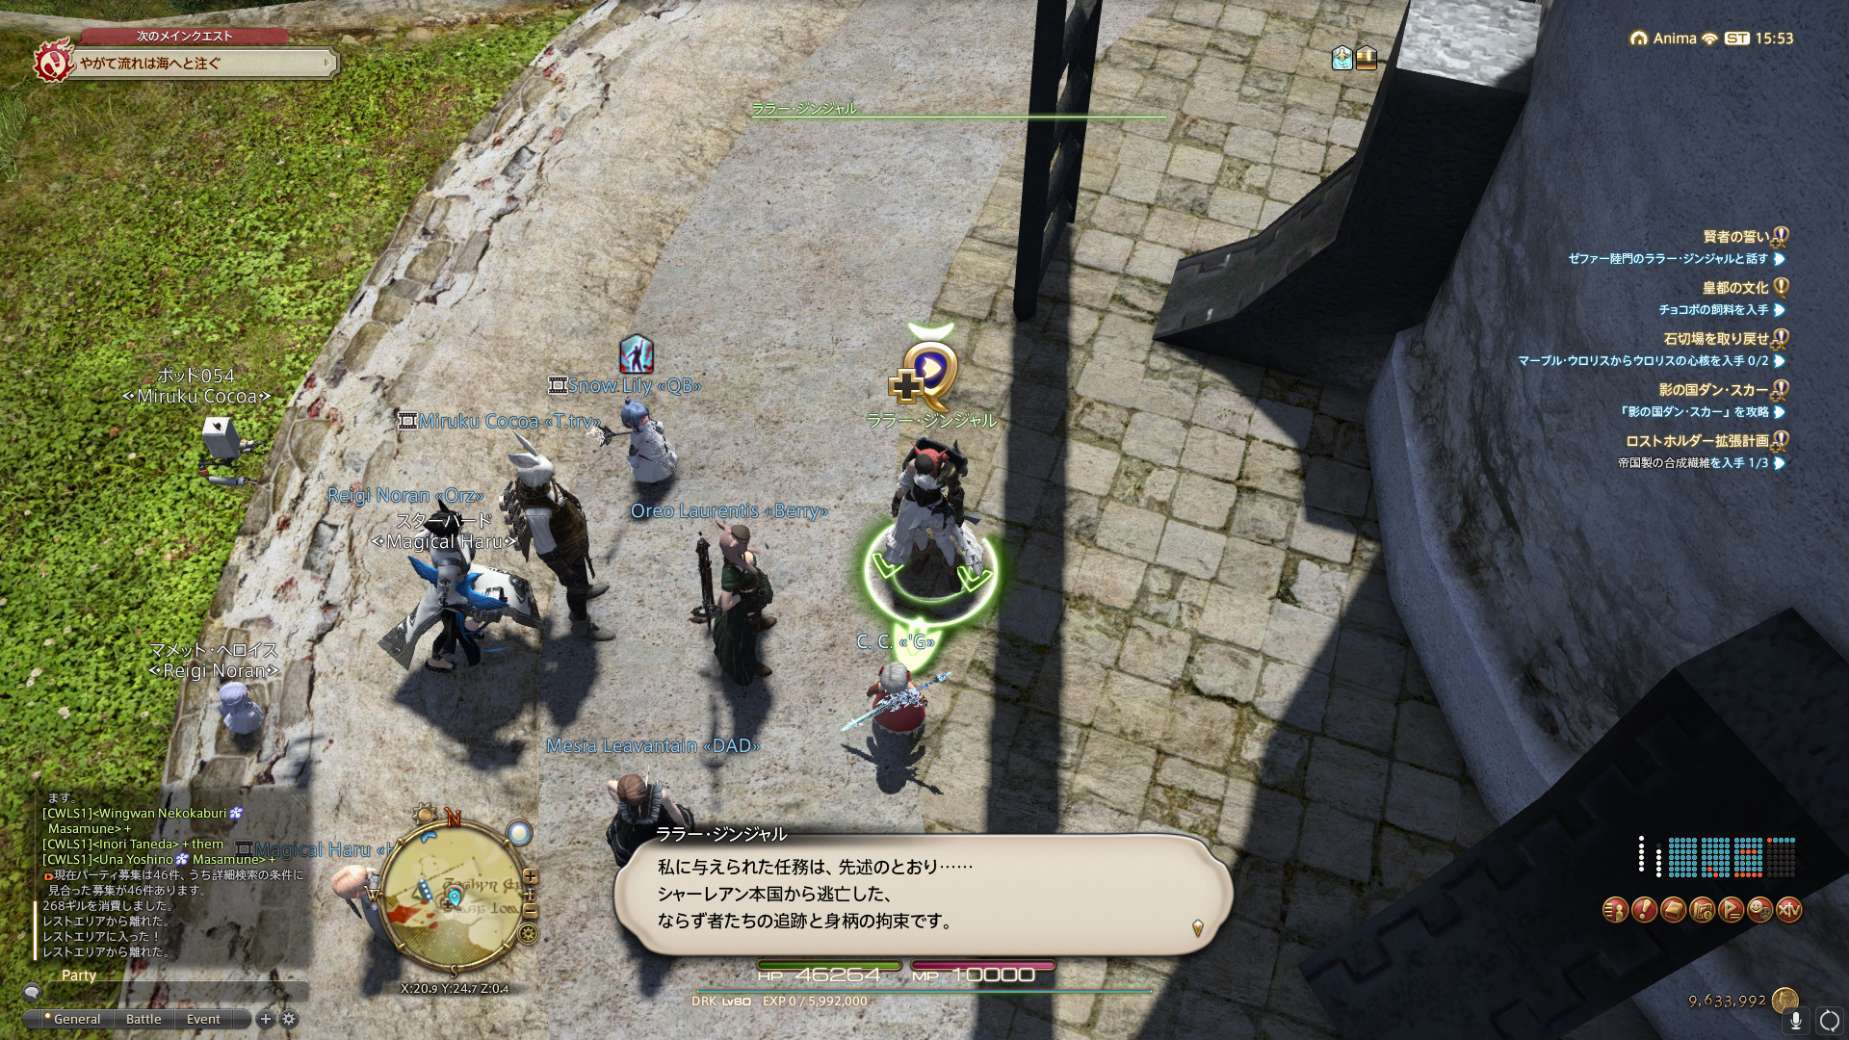 次のメインクエスト
やがて流れは海へと注ぐ
Anima ST 15:53
ララー・ジンジャル
賢者の誓い
ゼファー陸門のララー・ジンジャルと話す
皇都の文化
チョコボの飼料を入手
石切場を取り戻せ
マーブル・ウロリスからウロリスの心核を入手 0/2
影の国ダン・スカー
「影の国ダン・スカー」を攻略
ロストホルダー拡張計画
帝国製の合成繊維を入手 1/3
ポッド054
«Miruku Cocoa»
Snow Lily «QB»
Miruku Cocoa «T.trv»
ララー・ジンジャル
Reigi Noran «Orz»
スターバード
«Magical Haru»
Oreo Laurentis «Berry»
マメット・ヘロイス
«Reigi Noran»
C. C. «'G»
Mesia Leavantain «DAD»
Magical Haru
ララー・ジンジャル
私に与えられた任務は、先述のとおり……
シャーレアン本国から逃亡した、
ならず者たちの追跡と身柄の拘束です。
ます。
[CWLS1]<Wingwan Nekokaburi
Masamune> +
[CWLS1]<Inori Taneda> + them
[CWLS1]<Una Yoshino Masamune> +
現在パーティ募集は46件、うち詳細検索の条件に
見合った募集が46件あります。
268ギルを消費しました。
レストエリアから離れた。
レストエリアに入った！
レストエリアから離れた。
Party
General Battle Event
N
W
S
X:20.9 Y:24.7 Z:0.4
HP 46264 MP 10000
DRK Lv80 EXP 0 / 5,992,000
XIV
9,633,992